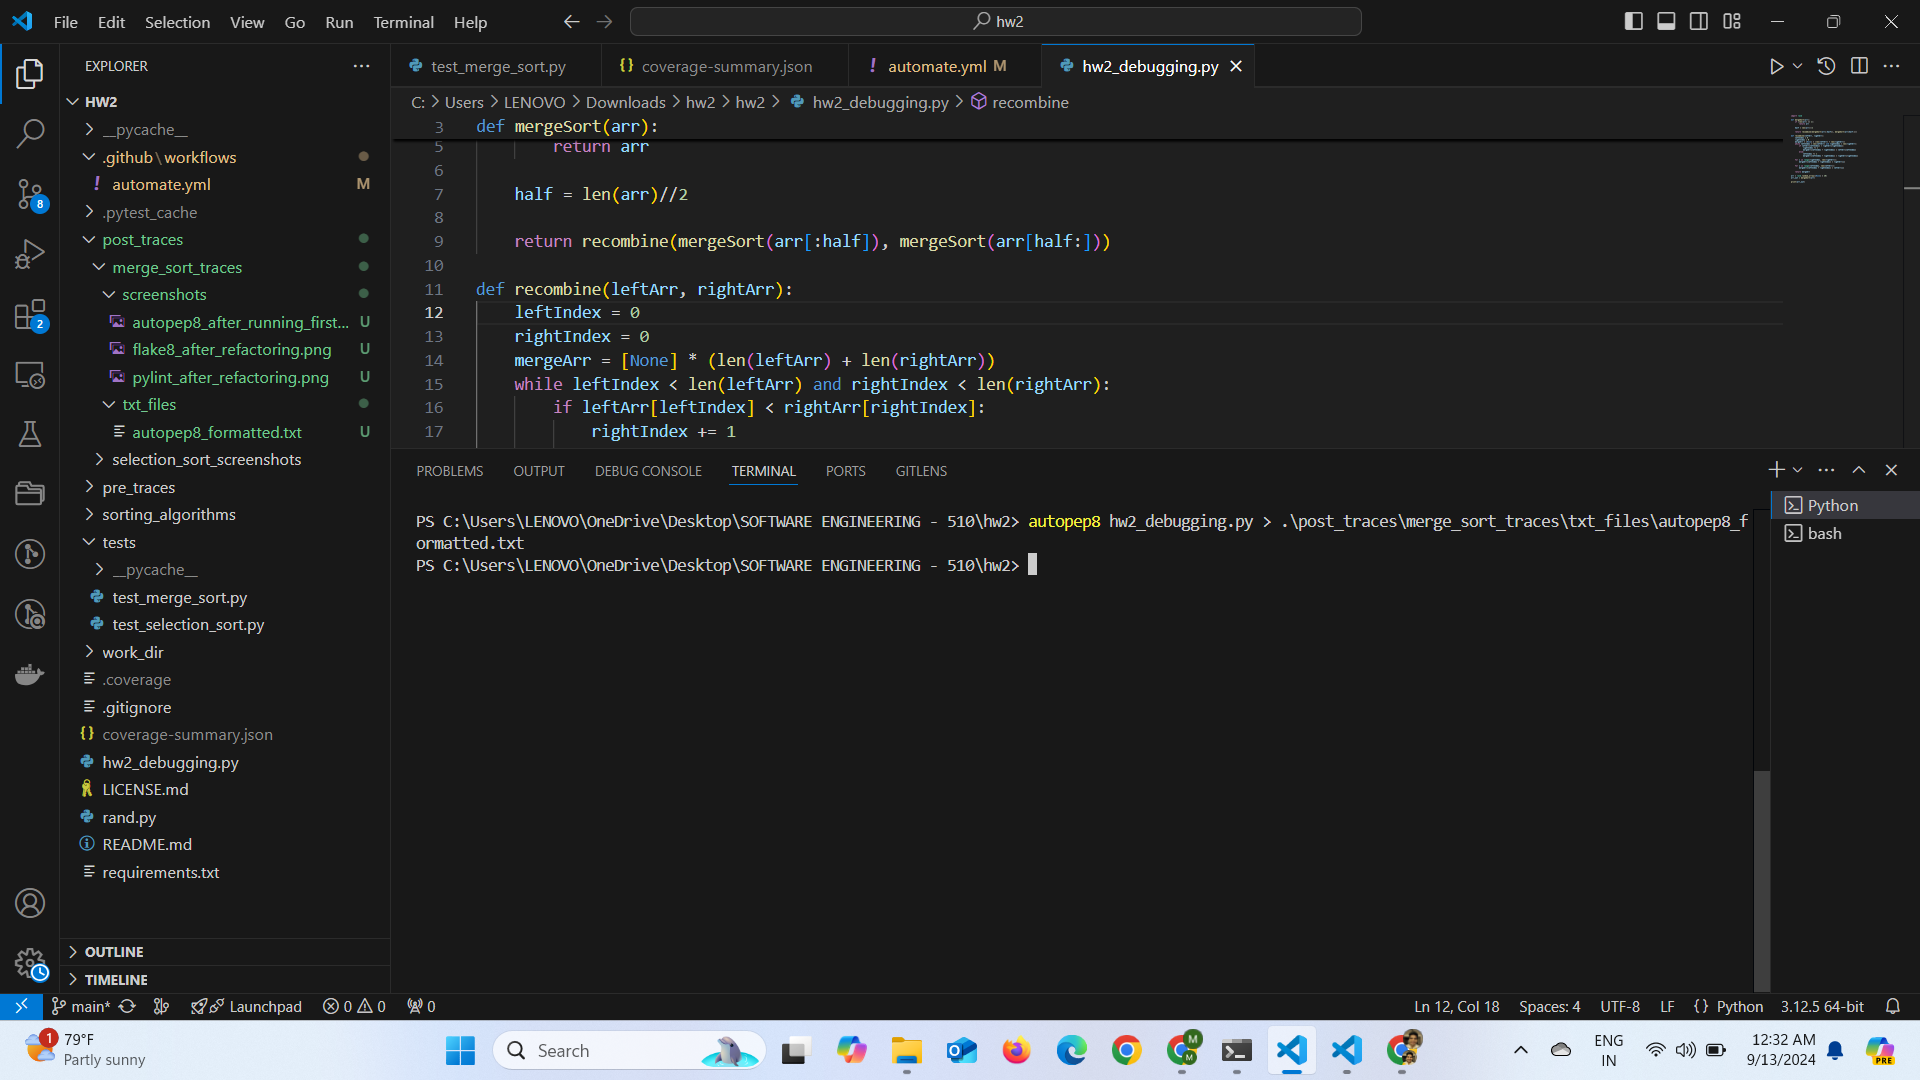 File Edit Selection View Go Run Terminal Help
hw2
EXPLORER
HW2
__pycache__
.github\workflows
automate.yml M
.pytest_cache
post_traces
merge_sort_traces
screenshots
autopep8_after_running_first... U
flake8_after_refactoring.png U
pylint_after_refactoring.png U
txt_files
autopep8_formatted.txt U
selection_sort_screenshots
pre_traces
sorting_algorithms
tests
__pycache__
test_merge_sort.py
test_selection_sort.py
work_dir
.coverage
.gitignore
coverage-summary.json
hw2_debugging.py
LICENSE.md
rand.py
README.md
requirements.txt
OUTLINE
TIMELINE
8
2
test_merge_sort.py
coverage-summary.json
automate.yml M
hw2_debugging.py
C: > Users > LENOVO > Downloads > hw2 > hw2 > hw2_debugging.py > recombine
3 def mergeSort(arr):
5 return arr
6
7 half = len(arr)//2
8
9 return recombine(mergeSort(arr[:half]), mergeSort(arr[half:]))
10
11 def recombine(leftArr, rightArr):
12 leftIndex = 0
13 rightIndex = 0
14 mergeArr = [None] * (len(leftArr) + len(rightArr))
15 while leftIndex < len(leftArr) and rightIndex < len(rightArr):
16 if leftArr[leftIndex] < rightArr[rightIndex]:
17 rightIndex += 1
PROBLEMS OUTPUT DEBUG CONSOLE TERMINAL PORTS GITLENS
PS C:\Users\LENOVO\OneDrive\Desktop\SOFTWARE ENGINEERING - 510\hw2> autopep8 hw2_debugging.py > .\post_traces\merge_sort_traces\txt_files\autopep8_f
ormatted.txt
PS C:\Users\LENOVO\OneDrive\Desktop\SOFTWARE ENGINEERING - 510\hw2>
Python
bash
main* Launchpad 0 0 0
Ln 12, Col 18 Spaces: 4 UTF-8 LF {} Python 3.12.5 64-bit
1
79°F
Partly sunny
Search
M
M
PRE
ENG
IN
12:32 AM
9/13/2024